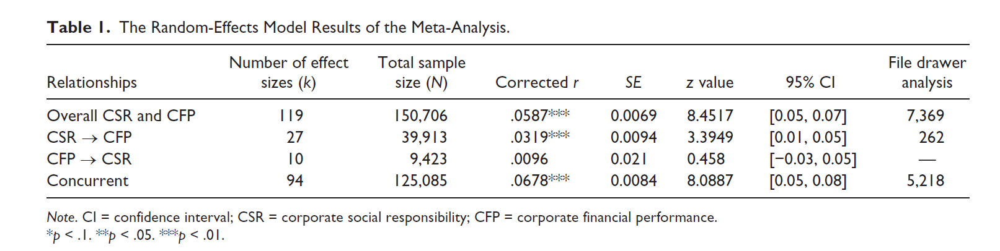 Table 1. The Random-Effects Model Results of the Meta-Analysis.
Number of effect Total sample File drawer
Relationships sizes (k) size (N) Corrected r SE z value 95% CI analysis
Overall CSR and CFP 119 150,706 .0587*** 0.0069 8.4517 [0.05, 0.07] 7,369
CSR → CFP 27 39,913 .0319*** 0.0094 3.3949 [0.01, 0.05] 262
CFP → CSR 10 9,423 .0096 0.021 0.458 [−0.03, 0.05] —
Concurrent 94 125,085 .0678*** 0.0084 8.0887 [0.05, 0.08] 5,218
Note. CI = confidence interval; CSR = corporate social responsibility; CFP = corporate financial performance.
*p < .1. **p < .05. ***p < .01.